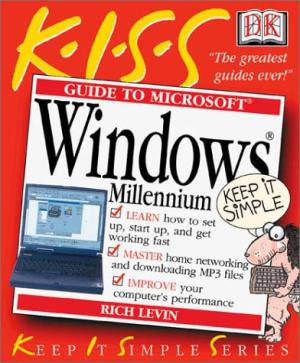 K·I·S·S
DK
"The greatest
guides ever!"
GUIDE TO MICROSOFT®
Windows®
Millennium
KEEP IT
SIMPLE
LEARN how to set
up, start up, and get
working fast
MASTER home networking
and downloading MP3 files
IMPROVE your
computer's performance
RICH LEVIN
KEEP IT SIMPLE SERIES